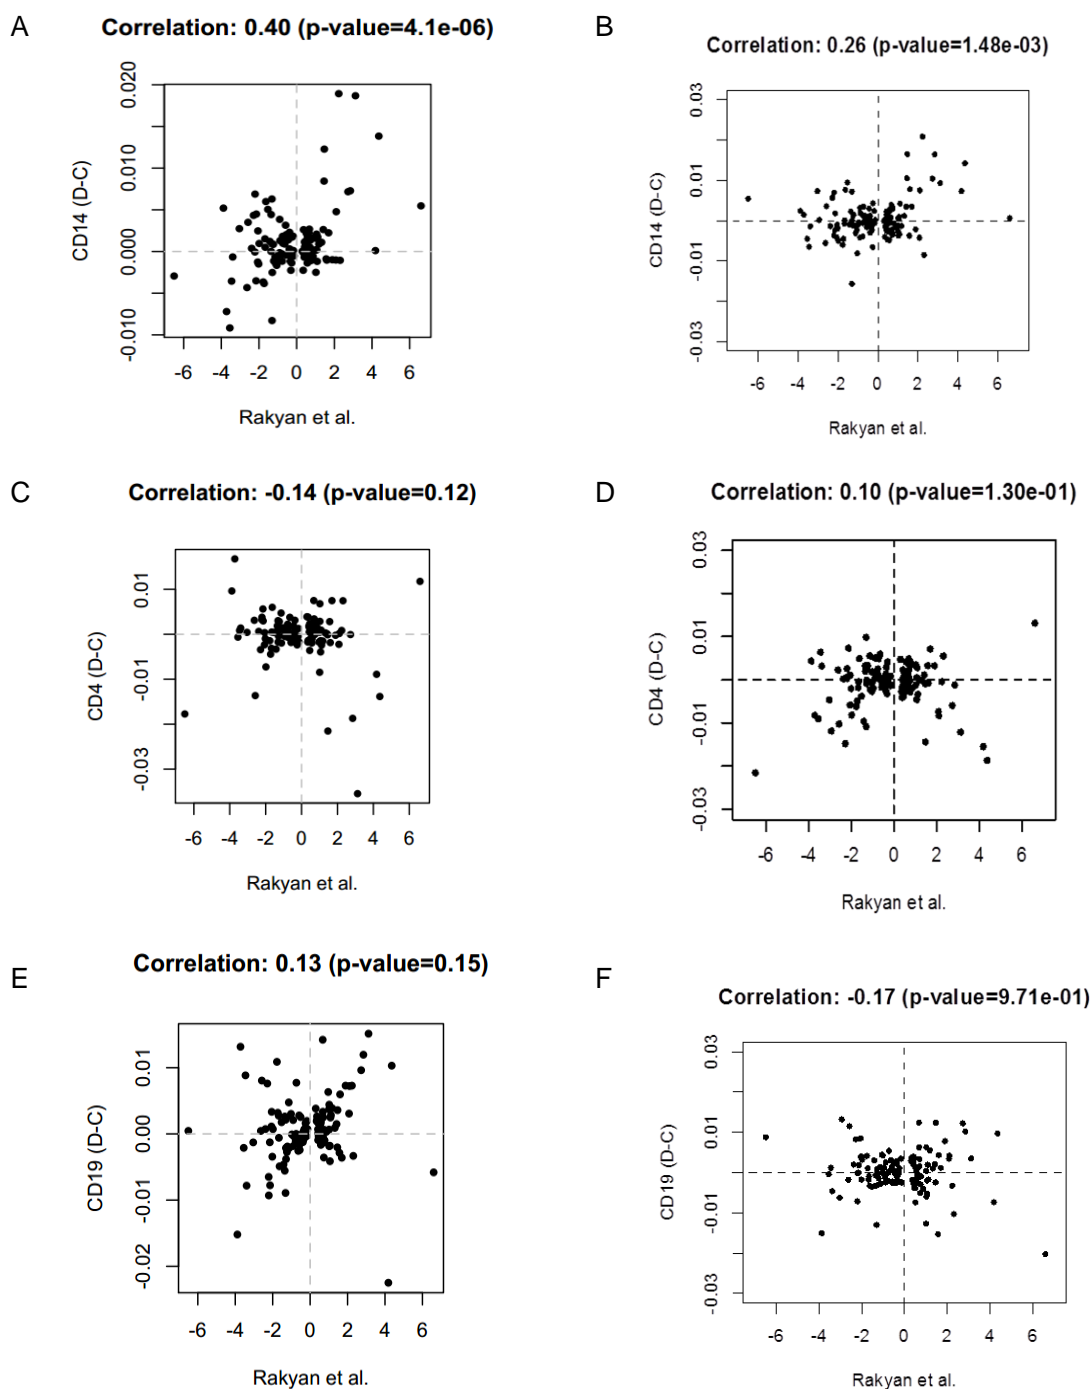 A
Correlation: 0.40 (p-value=4.1e-06)
CD14 (D-C)
0.020
0.010
0.000
-0.010
-6 -4 -2 0 2 4 6
Rakyan et al.
B
Correlation: 0.26 (p-value=1.48e-03)
CD14 (D-C)
0.03
0.01
-0.01
-0.03
-6 -4 -2 0 2 4 6
Rakyan et al.
C
Correlation: -0.14 (p-value=0.12)
CD4 (D-C)
0.01
-0.01
-0.03
-6 -4 -2 0 2 4 6
Rakyan et al.
D
Correlation: 0.10 (p-value=1.30e-01)
CD4 (D-C)
0.03
0.01
-0.01
-0.03
-6 -4 -2 0 2 4 6
Rakyan et al.
E
Correlation: 0.13 (p-value=0.15)
CD19 (D-C)
0.01
0.00
-0.01
-0.02
-6 -4 -2 0 2 4 6
Rakyan et al.
F
Correlation: -0.17 (p-value=9.71e-01)
CD19 (D-C)
0.03
0.01
-0.01
-0.03
-6 -4 -2 0 2 4 6
Rakyan et al.